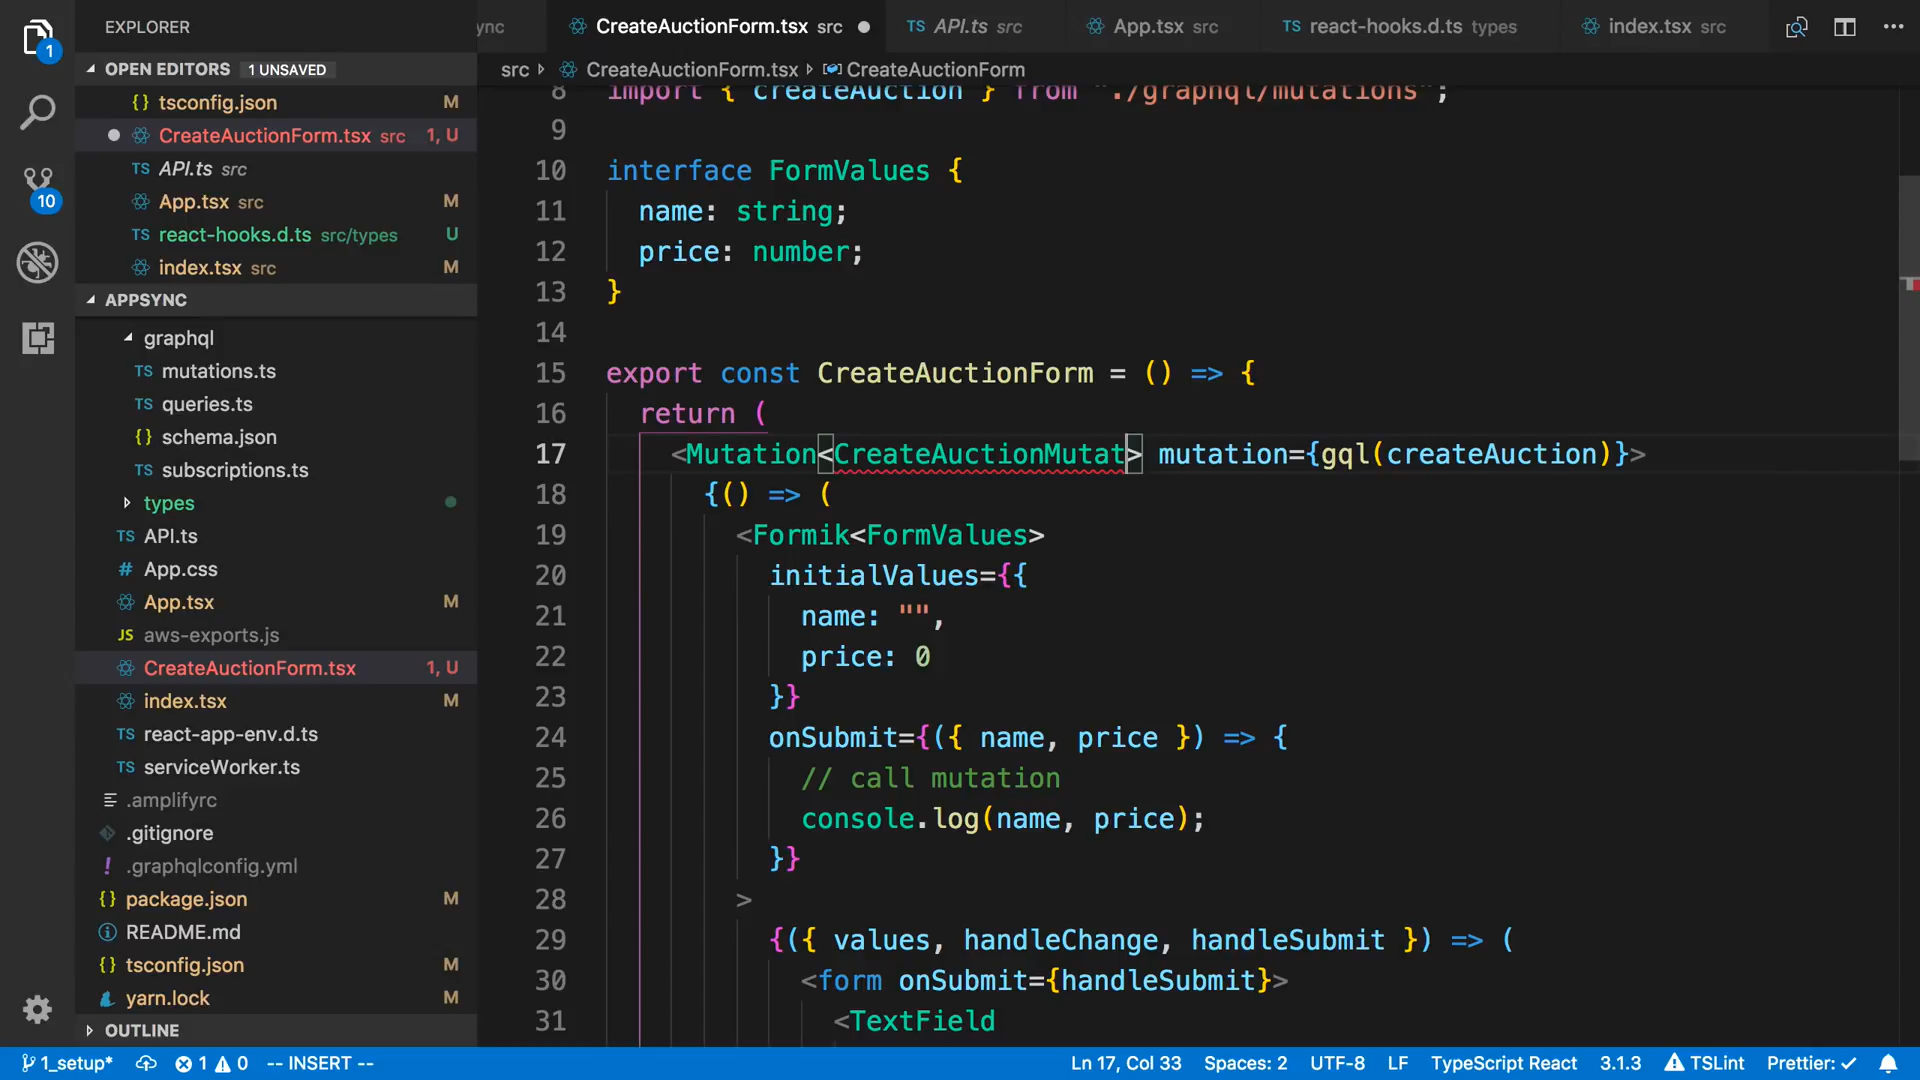 EXPLORER
OPEN EDITORS 1 UNSAVED
{} tsconfig.json M
CreateAuctionForm.tsx src 1, U
TS API.ts src
App.tsx src M
TS react-hooks.d.ts src/types U
index.tsx src M
APPSYNC
graphql
TS mutations.ts
TS queries.ts
{} schema.json
TS subscriptions.ts
types
TS API.ts
# App.css
App.tsx M
JS aws-exports.js
CreateAuctionForm.tsx 1, U
index.tsx M
TS react-app-env.d.ts
TS serviceWorker.ts
.amplifyrc
.gitignore
! .graphqlconfig.yml
{} package.json M
README.md
{} tsconfig.json M
yarn.lock M
OUTLINE
1
10
ync CreateAuctionForm.tsx src TS API.ts src App.tsx src TS react-hooks.d.ts types index.tsx src
src CreateAuctionForm.tsx CreateAuctionForm
8 import { createAuction } from "./graphql/mutations";
9
10 interface FormValues {
11 name: string;
12 price: number;
13 }
14
15 export const CreateAuctionForm = () => {
16 return (
17 <Mutation<CreateAuctionMutat> mutation={gql(createAuction)}>
18 {() => (
19 <Formik<FormValues>
20 initialValues={{
21 name: "",
22 price: 0
23 }}
24 onSubmit={({ name, price }) => {
25 // call mutation
26 console.log(name, price);
27 }}
28 >
29 {({ values, handleChange, handleSubmit }) => (
30 <form onSubmit={handleSubmit}>
31 <TextField
1_setup* 1 0 -- INSERT -- Ln 17, Col 33 Spaces: 2 UTF-8 LF TypeScript React 3.1.3 TSLint Prettier: ✓